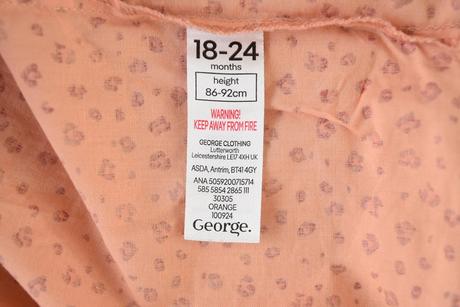 18-24
months
height
86-92cm
WARNING!
KEEP AWAY FROM FIRE
GEORGE CLOTHING
Lutterworth
Leicestershire LE17 4XH UK
ASDA, Antrim, BT41 4GY
ANA 5059200715714
585 5854 2865 111
30305
ORANGE
100924
George.